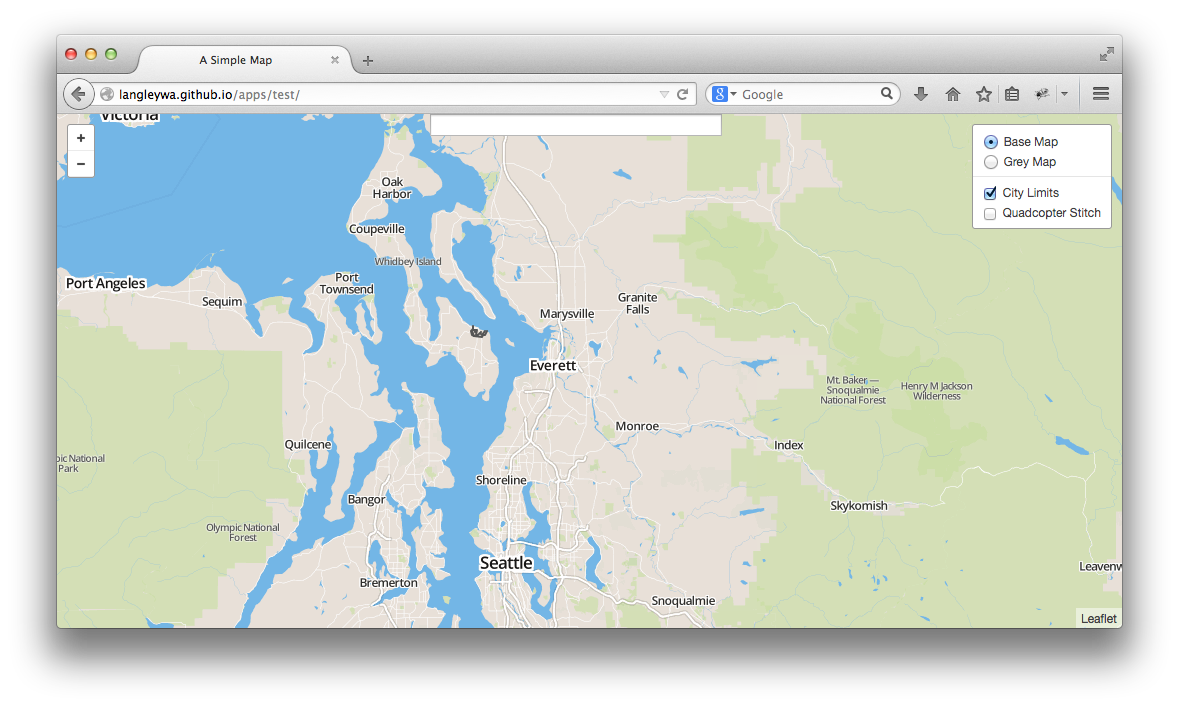 A Simple Map
langleywa.github.io/apps/test/
Google
Victoria
+
−
Base Map
Grey Map
City Limits
Quadcopter Stitch
Oak
Harbor
Coupeville
Whidbey Island
Port Angeles
Port
Townsend
Sequim
Granite
Falls
Marysville
Everett
Mt. Baker —
Snoqualmie
National Forest
Henry M Jackson
Wilderness
Monroe
Quilcene
Index
pic National
Park
Shoreline
Bangor
Skykomish
Olympic National
Forest
Seattle
Leavenw
Bremerton
Snoqualmie
Leaflet